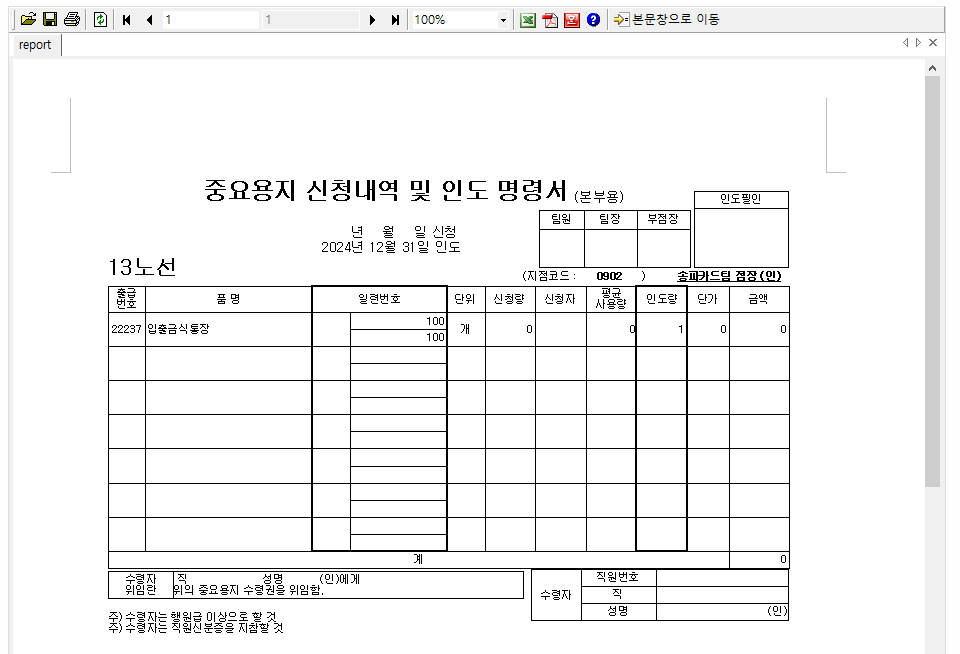 1 1 100% 본문창으로 이동
report
중요용지 신청내역 및 인도 명령서 (본부용)
인도필인
팀원 팀장 부점장
년 월 일 신청
2024년 12월 31일 인도
13노선
(지점코드 : 0902 ) 송파카드팀 점장(인)
출급번호 품 명 일련번호 단위 신청량 신청자 평균사용량 인도량 단가 금액
22237 입출금식통장 100 개 0 0 1 0 0
100
계 0
수령자 직 성명 (인)에게
위임란 위의 중요용지 수령권을 위임함.
수령자 직원번호
직
성명 (인)
주) 수령자는 행원급 이상으로 할 것
주) 수령자는 직원신분증을 지참할 것